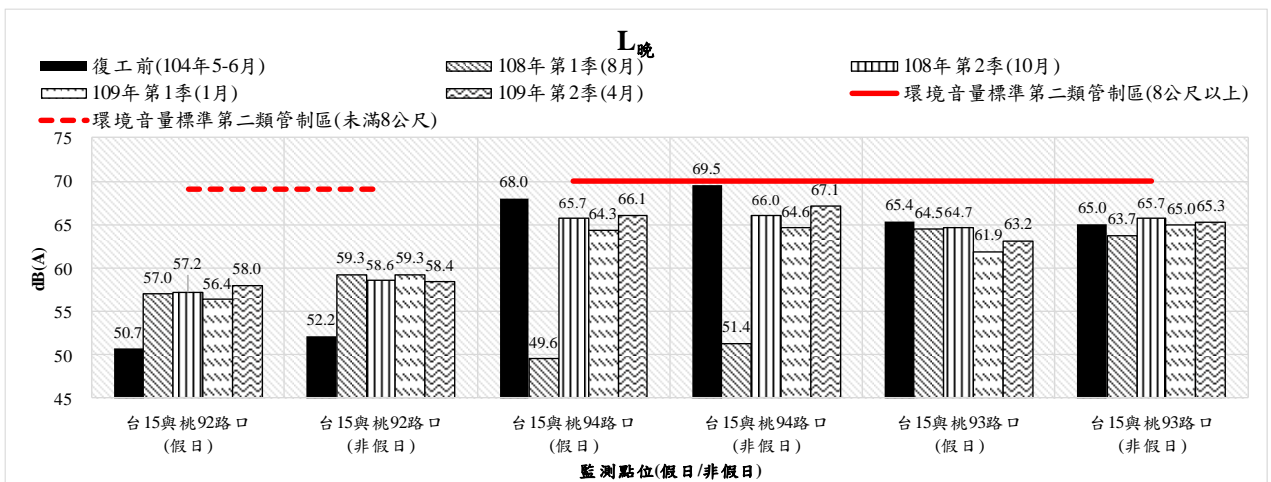 L晚
復工前(104年5-6月) 108年第1季(8月) 108年第2季(10月)
109年第1季(1月) 109年第2季(4月) 環境音量標準第二類管制區(8公尺以上)
環境音量標準第二類管制區(未滿8公尺)
75
70
65
60
55
50
45
dB(A)
50.7 57.0 57.2 56.4 58.0
52.2 59.3 58.6 59.3 58.4
68.0 49.6 65.7 64.3 66.1
69.5 51.4 66.0 64.6 67.1
65.4 64.5 64.7 61.9 63.2
65.0 63.7 65.7 65.0 65.3
台15與桃92路口 台15與桃92路口 台15與桃94路口 台15與桃94路口 台15與桃93路口 台15與桃93路口
(假日) (非假日) (假日) (非假日) (假日) (非假日)
監測點位(假日/非假日)